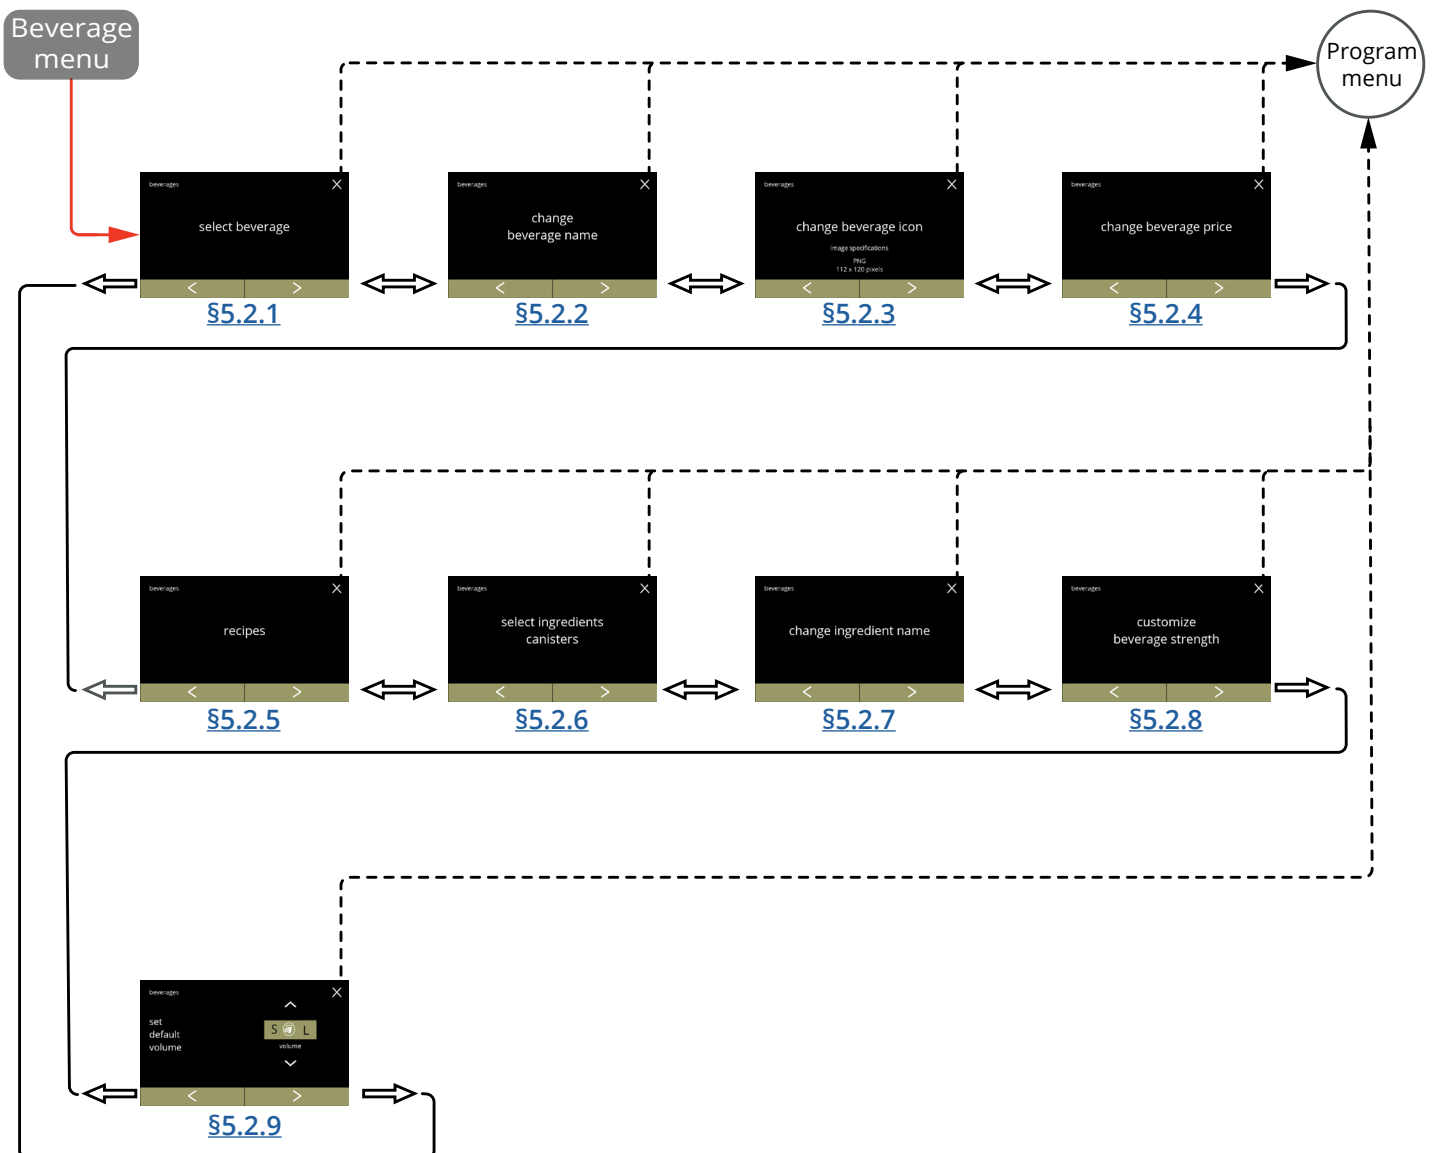 Beverage
menu
Program
menu
beverages X
select beverage
< >
§5.2.1
beverages X
change
beverage name
< >
§5.2.2
beverages X
change beverage icon
image specifications
PNG
112 x 120 pixels
< >
§5.2.3
beverages X
change beverage price
< >
§5.2.4
beverages X
recipes
< >
§5.2.5
beverages X
select ingredients
canisters
< >
§5.2.6
beverages X
change ingredient name
< >
§5.2.7
beverages X
customize
beverage strength
< >
§5.2.8
beverages X
set
default
volume
S L
volume
< >
§5.2.9